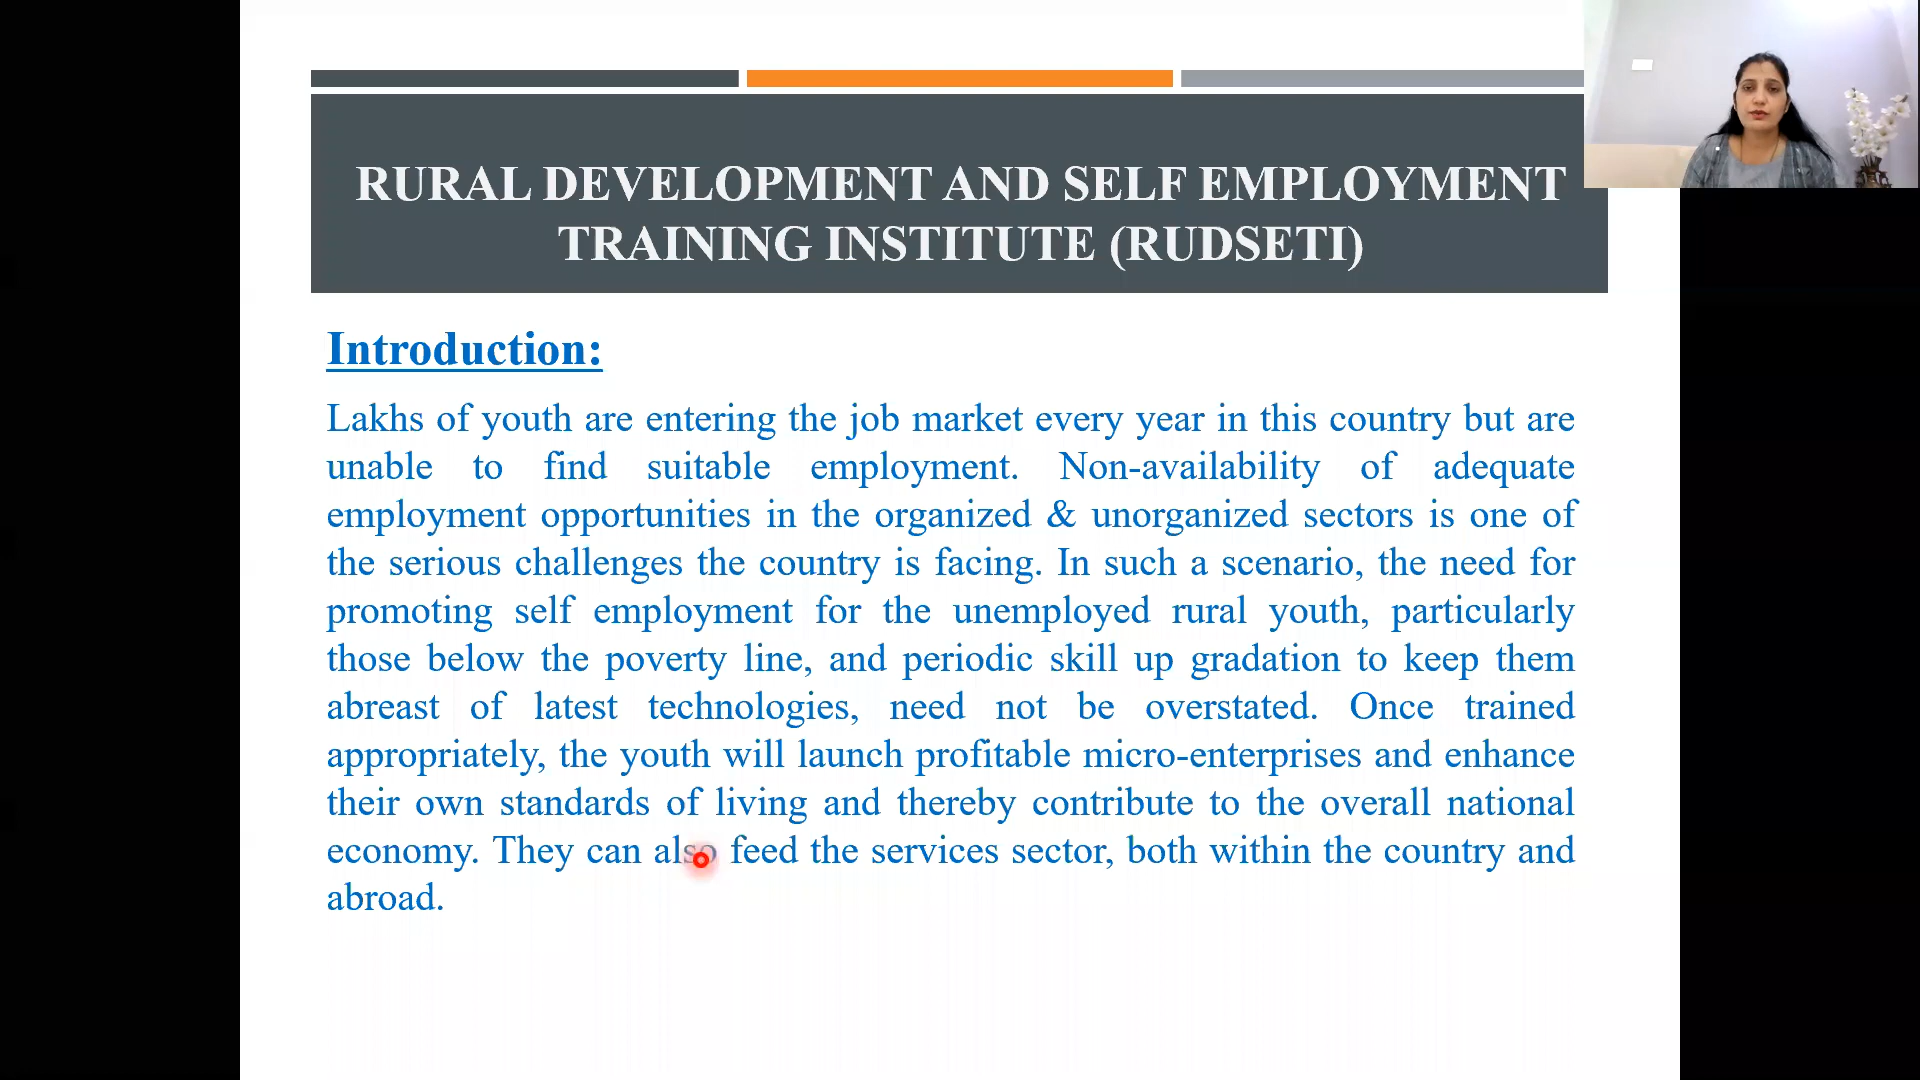 RURAL DEVELOPMENT AND SELF EMPLOYMENT
TRAINING INSTITUTE (RUDSETI)
Introduction:
Lakhs of youth are entering the job market every year in this country but are
unable to find suitable employment. Non-availability of adequate
employment opportunities in the organized & unorganized sectors is one of
the serious challenges the country is facing. In such a scenario, the need for
promoting self employment for the unemployed rural youth, particularly
those below the poverty line, and periodic skill up gradation to keep them
abreast of latest technologies, need not be overstated. Once trained
appropriately, the youth will launch profitable micro-enterprises and enhance
their own standards of living and thereby contribute to the overall national
economy. They can also feed the services sector, both within the country and
abroad.